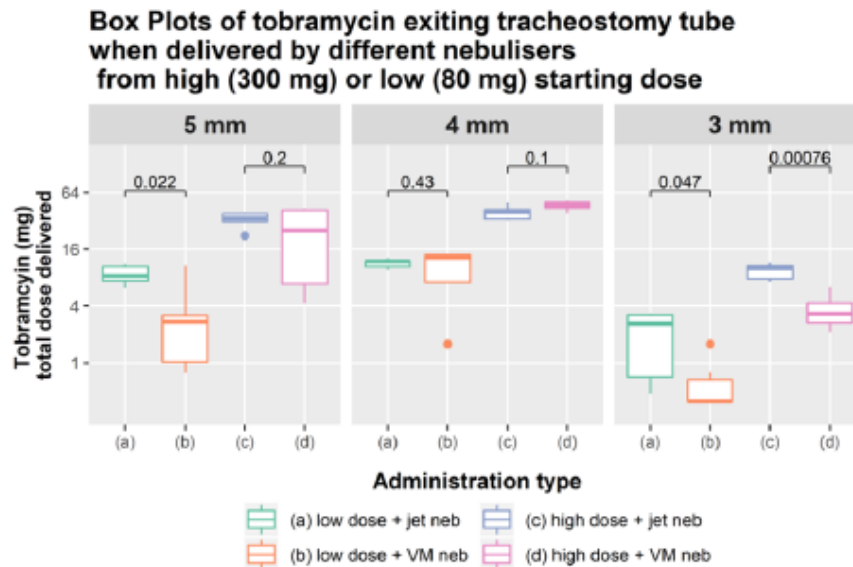 Box Plots of tobramycin exiting tracheostomy tube
when delivered by different nebulisers
from high (300 mg) or low (80 mg) starting dose
5 mm
4 mm
3 mm
0.022
0.2
0.43
0.1
0.047
0.00076
Tobramcyin (mg)
total dose delivered
64
16
4
1
(a) (b) (c) (d)
(a) (b) (c) (d)
(a) (b) (c) (d)
Administration type
(a) low dose + jet neb
(c) high dose + jet neb
(b) low dose + VM neb
(d) high dose + VM neb